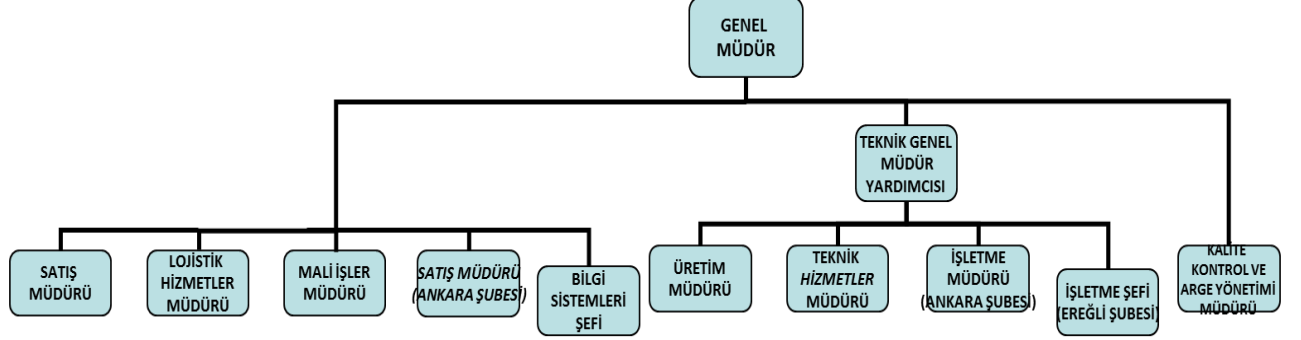 GENEL
MÜDÜR
TEKNİK GENEL
MÜDÜR
YARDIMCISI
SATIŞ
MÜDÜRÜ
LOJİSTİK
HİZMETLER
MÜDÜRÜ
MALİ İŞLER
MÜDÜRÜ
SATIŞ MÜDÜRÜ
(ANKARA ŞUBESİ)
BİLGİ
SİSTEMLERİ
ŞEFİ
ÜRETİM
MÜDÜRÜ
TEKNİK
HİZMETLER
MÜDÜRÜ
İŞLETME
MÜDÜRÜ
(ANKARA ŞUBESİ)
İŞLETME ŞEFİ
(EREĞLİ ŞUBESİ)
KALİTE
KONTROL VE
ARGE YÖNETİMİ
MÜDÜRÜ